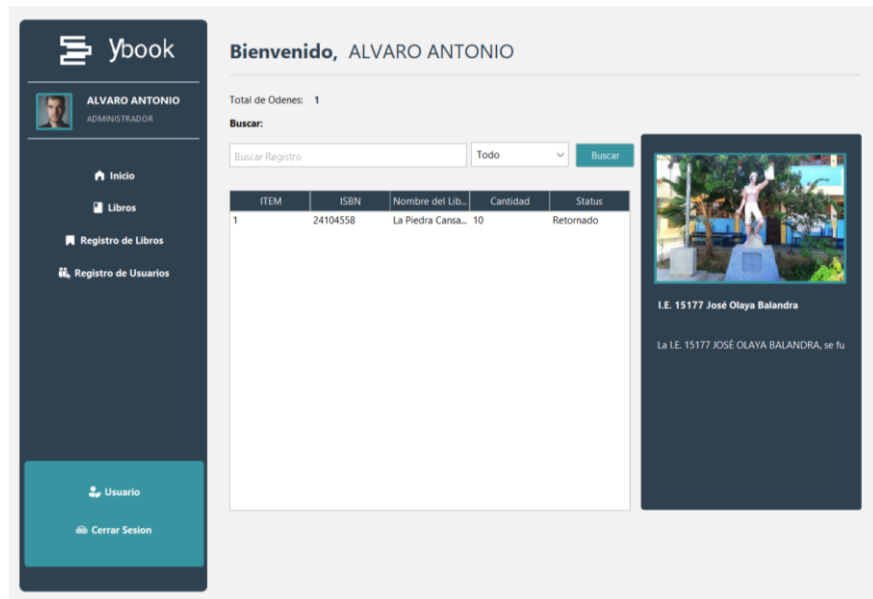 Ybook
ALVARO ANTONIO
ADMINISTRADOR
Inicio
Libros
Registro de Libros
Registro de Usuarios
Usuario
Cerrar Sesion
Bienvenido, ALVARO ANTONIO
Total de Odenes: 1
Buscar:
Buscar Registro Todo Buscar
ITEM ISBN Nombre del Lib... Cantidad Status
1 24104558 La Piedra Cansa... 10 Retornado
I.E. 15177 José Olaya Balandra
La I.E. 15177 JOSÉ OLAYA BALANDRA, se fu